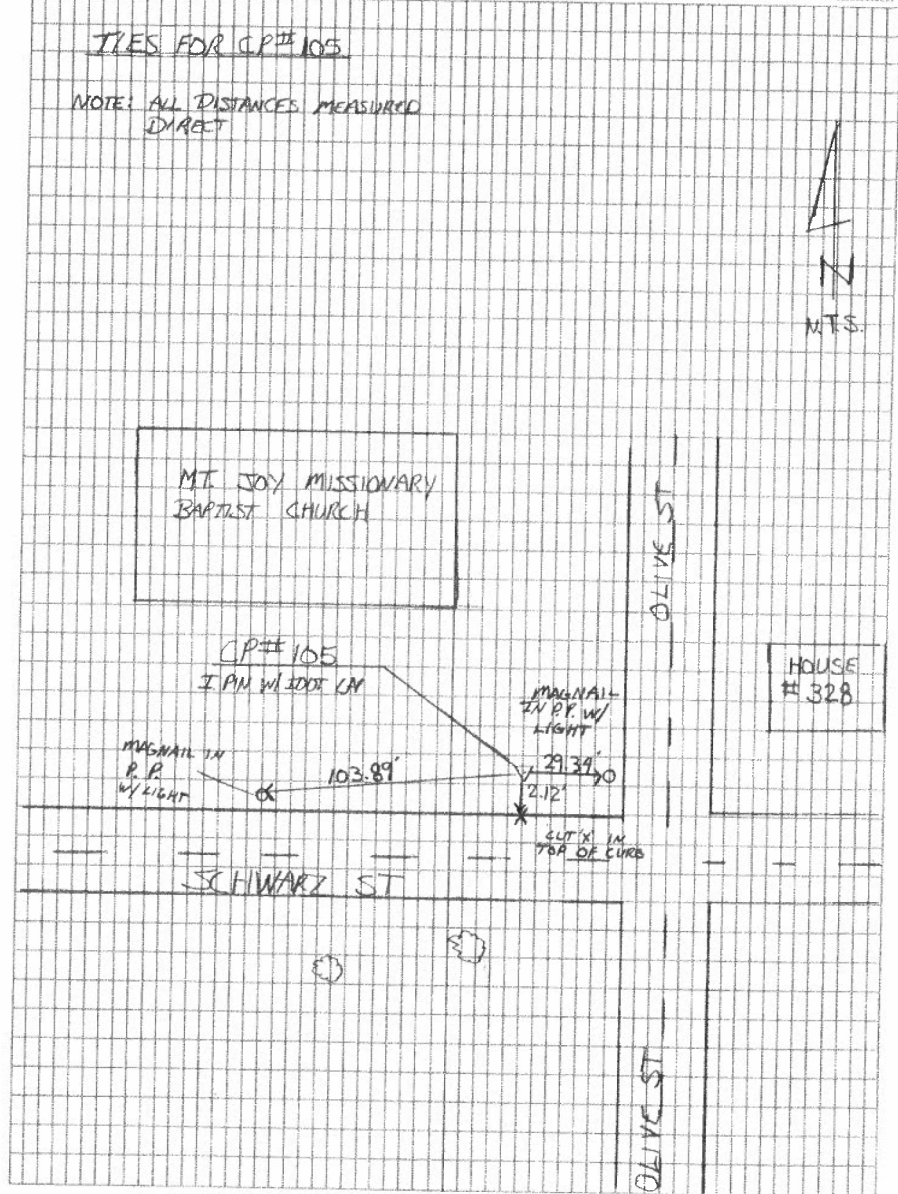 TIES FOR CP# 105
NOTE: ALL DISTANCES MEASURED
DIRECT
N
N.T.S.
MT. JOY MISSIONARY
BAPTIST CHURCH
OLIVE ST
CP# 105
I PIN W/ IDOT CAP
HOUSE
# 328
MAGNAIL
IN P.P. W/
LIGHT
MAGNAIL IN
P.P.
W/ LIGHT
103.89'
29.34'
2.12'
CUT 'X' IN
TOP OF CURB
SCHWARZ ST
OLIVE ST